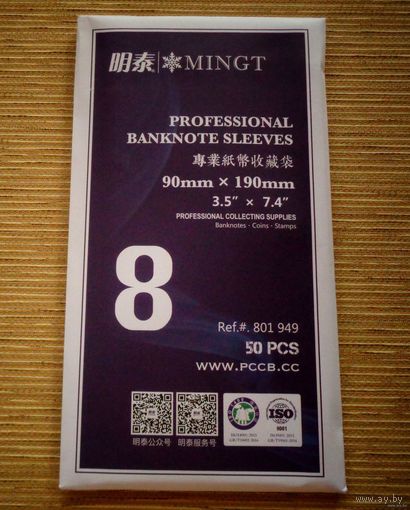 明泰 MINGT
PROFESSIONAL
BANKNOTE SLEEVES
專業紙幣收藏袋
90mm × 190mm
3.5" × 7.4"
PROFESSIONAL COLLECTING SUPPLIES
Banknotes · Coins · Stamps
8
Ref.#. 801 949
50 PCS
WWW.PCCB.CC
ISO
9001
明泰公众号 明泰服务号
www.ay.by